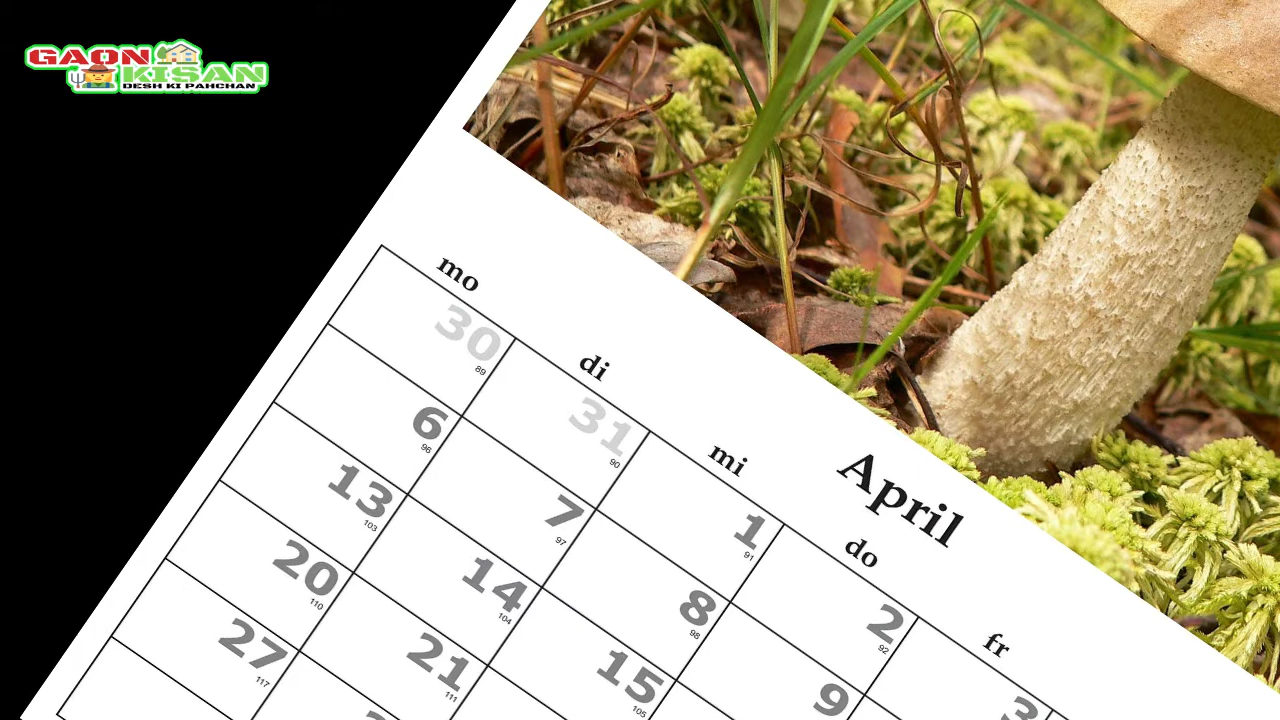 GAON
KISAN
DESH KI PAHCHAN
April
mo di mi do fr
30 89 31 90 1 91 2 92 3
6 96 7 97 8 98 9
13 103 14 104 15 105
20 110 21 111
27 117